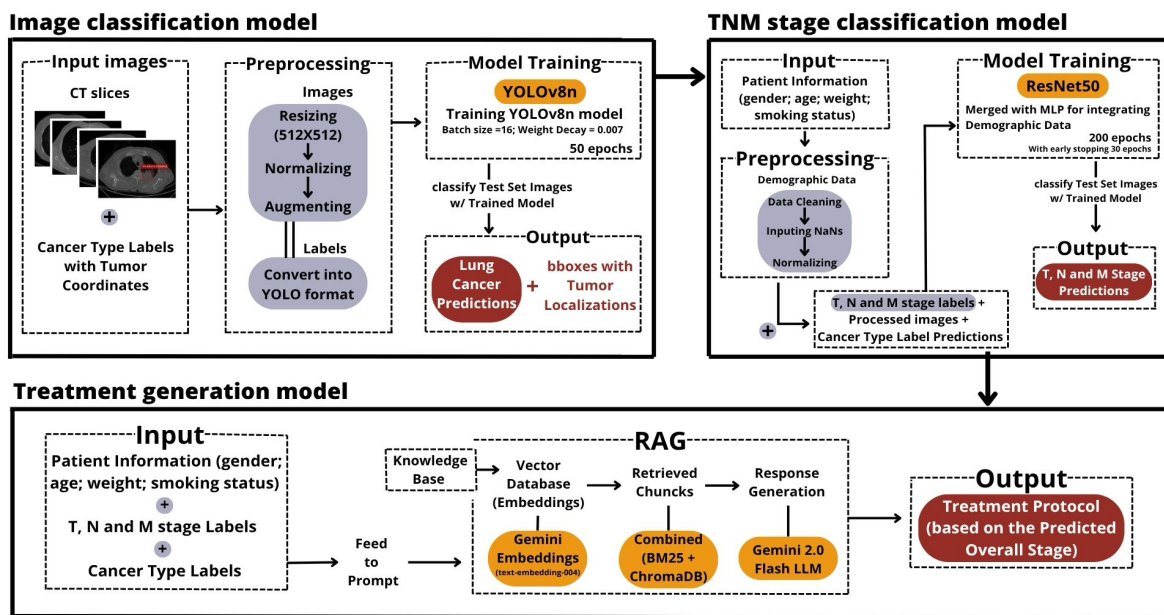 Image classification model
Input images
CT slices
+
Cancer Type Labels
with Tumor
Coordinates
Preprocessing
Images
Resizing
(512X512)
Normalizing
Augmenting
Labels
Convert into
YOLO format
Model Training
YOLOv8n
Training YOLOv8n model
Batch size =16; Weight Decay = 0.007
50 epochs
classify Test Set Images
w/ Trained Model
Output
Lung
Cancer
Predictions
+
bboxes with
Tumor
Localizations
TNM stage classification model
Input
Patient Information
(gender; age; weight;
smoking status)
Preprocessing
Demographic Data
Data Cleaning
Inputing NaNs
Normalizing
+
T, N and M stage labels +
Processed images +
Cancer Type Label Predictions
Model Training
ResNet50
Merged with MLP for integrating
Demographic Data
200 epochs
With early stopping 30 epochs
classify Test Set Images
w/ Trained Model
Output
T, N and M Stage
Predictions
Treatment generation model
Input
Patient Information (gender;
age; weight; smoking status)
+
T, N and M stage Labels
+
Cancer Type Labels
Feed
to
Prompt
RAG
Knowledge
Base
Vector
Database
(Embeddings)
Gemini
Embeddings
(text-embedding-004)
Retrieved
Chuncks
Combined
(BM25 +
ChromaDB)
Response
Generation
Gemini 2.0
Flash LLM
Output
Treatment Protocol
(based on the Predicted
Overall Stage)